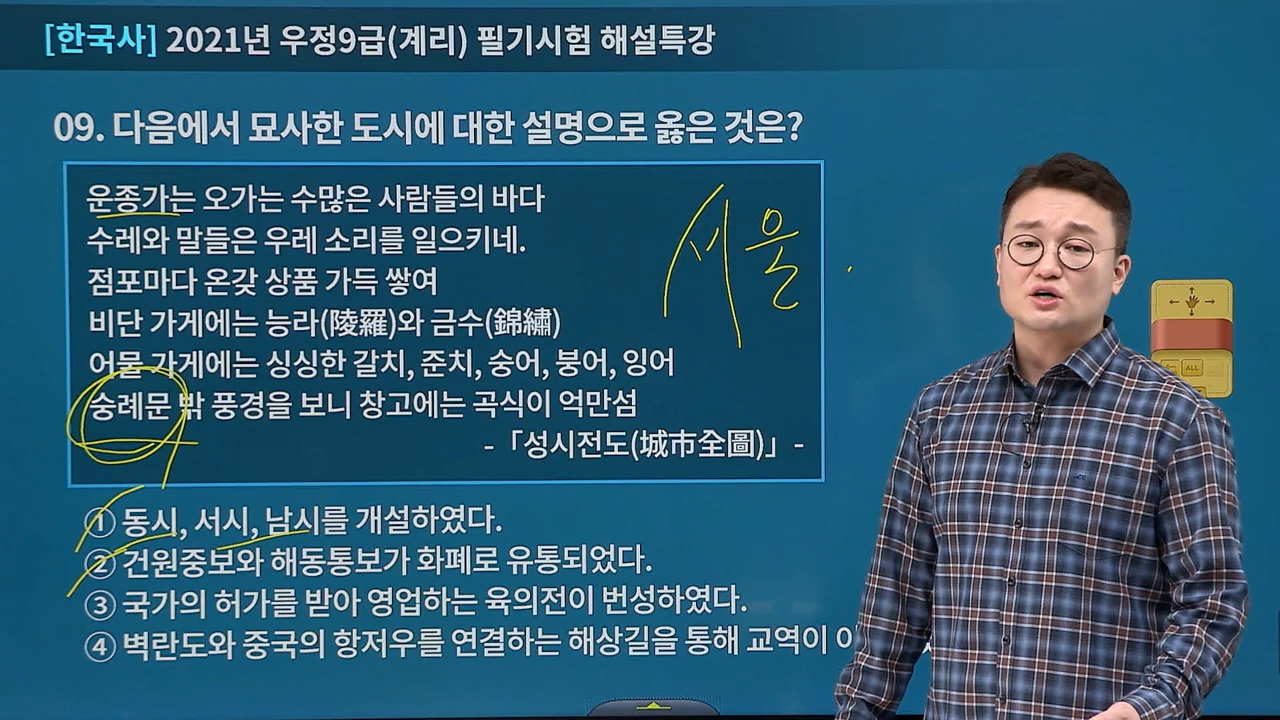 [한국사] 2021년 우정9급(계리) 필기시험 해설특강
09. 다음에서 묘사한 도시에 대한 설명으로 옳은 것은?
운종가는 오가는 수많은 사람들의 바다
수레와 말들은 우레 소리를 일으키네.
점포마다 온갖 상품 가득 쌓여
비단 가게에는 능라(陵羅)와 금수(錦繡)
어물 가게에는 싱싱한 갈치, 준치, 숭어, 붕어, 잉어
숭례문 밖 풍경을 보니 창고에는 곡식이 억만섬
-「성시전도(城市全圖)」-
서울
① 동시, 서시, 남시를 개설하였다.
② 건원중보와 해동통보가 화폐로 유통되었다.
③ 국가의 허가를 받아 영업하는 육의전이 번성하였다.
④ 벽란도와 중국의 항저우를 연결하는 해상길을 통해 교역이
ALL